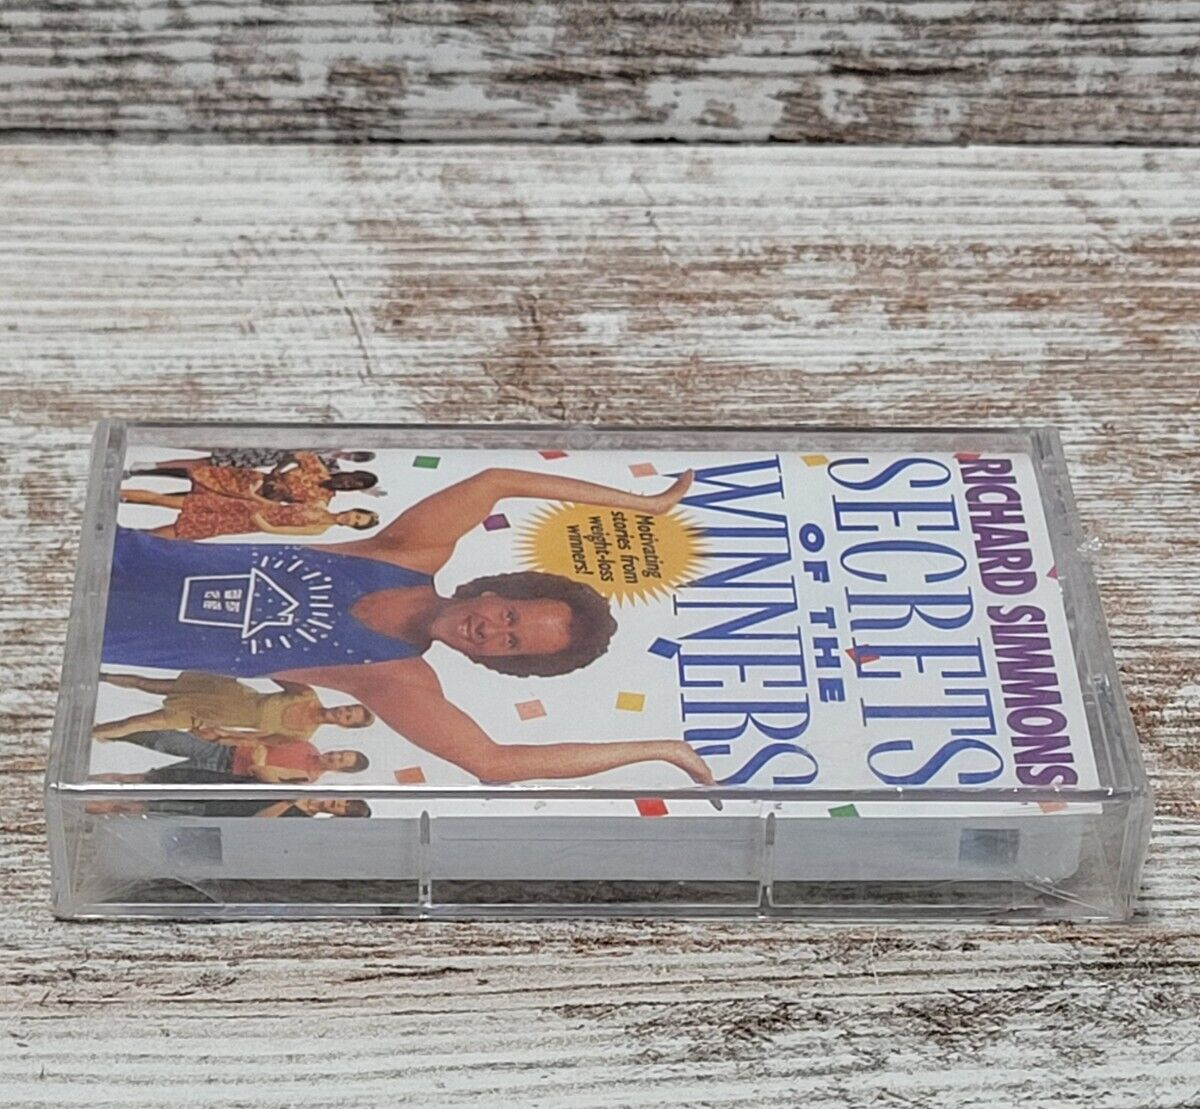 RICHARD SIMMONS
SECRETS
OF THE
WINNERS
Motivating
stories from
weight-loss
winners!